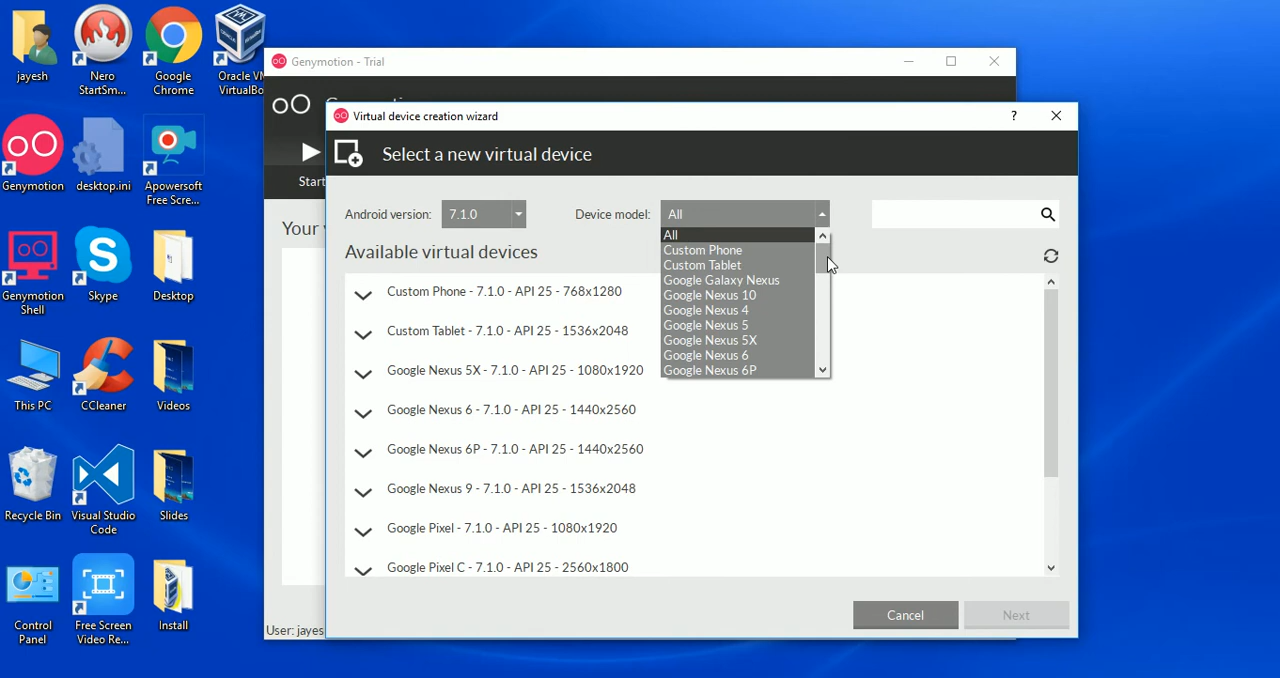 jayesh
Nero
StartSm...
Google
Chrome
Oracle VM
VirtualBo
Genymotion
desktop.ini
Apowersoft
Free Scre...
Genymotion
Shell
Skype
Desktop
This PC
CCleaner
Videos
Recycle Bin
Visual Studio
Code
Slides
Control
Panel
Free Screen
Video Re...
Install
Genymotion - Trial
Start
Your
User: jayes
Virtual device creation wizard
?
Select a new virtual device
Android version:
7.1.0
Device model:
All
All
Custom Phone
Custom Tablet
Google Galaxy Nexus
Google Nexus 10
Google Nexus 4
Google Nexus 5
Google Nexus 5X
Google Nexus 6
Google Nexus 6P
Available virtual devices
Custom Phone - 7.1.0 - API 25 - 768x1280
Custom Tablet - 7.1.0 - API 25 - 1536x2048
Google Nexus 5X - 7.1.0 - API 25 - 1080x1920
Google Nexus 6 - 7.1.0 - API 25 - 1440x2560
Google Nexus 6P - 7.1.0 - API 25 - 1440x2560
Google Nexus 9 - 7.1.0 - API 25 - 1536x2048
Google Pixel - 7.1.0 - API 25 - 1080x1920
Google Pixel C - 7.1.0 - API 25 - 2560x1800
Cancel
Next